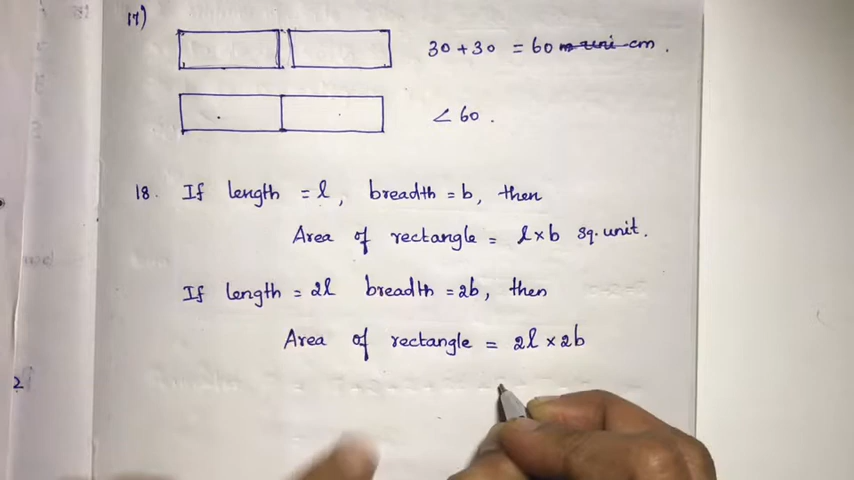 17)
30 + 30 = 60 cm.
< 60.
18. If length = l, breadth = b, then
Area of rectangle = l × b sq. unit.
If length = 2l breadth = 2b, then
Area of rectangle = 2l × 2b
2